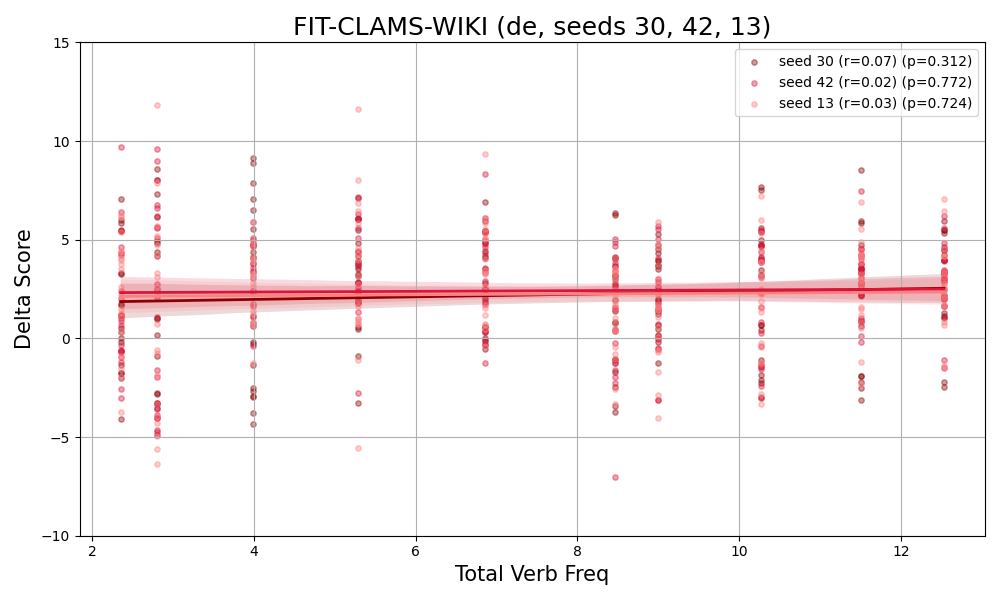 FIT-CLAMS-WIKI (de, seeds 30, 42, 13)
seed 30 (r=0.07) (p=0.312)
seed 42 (r=0.02) (p=0.772)
seed 13 (r=0.03) (p=0.724)
Delta Score
15
10
5
0
−5
−10
2 4 6 8 10 12
Total Verb Freq